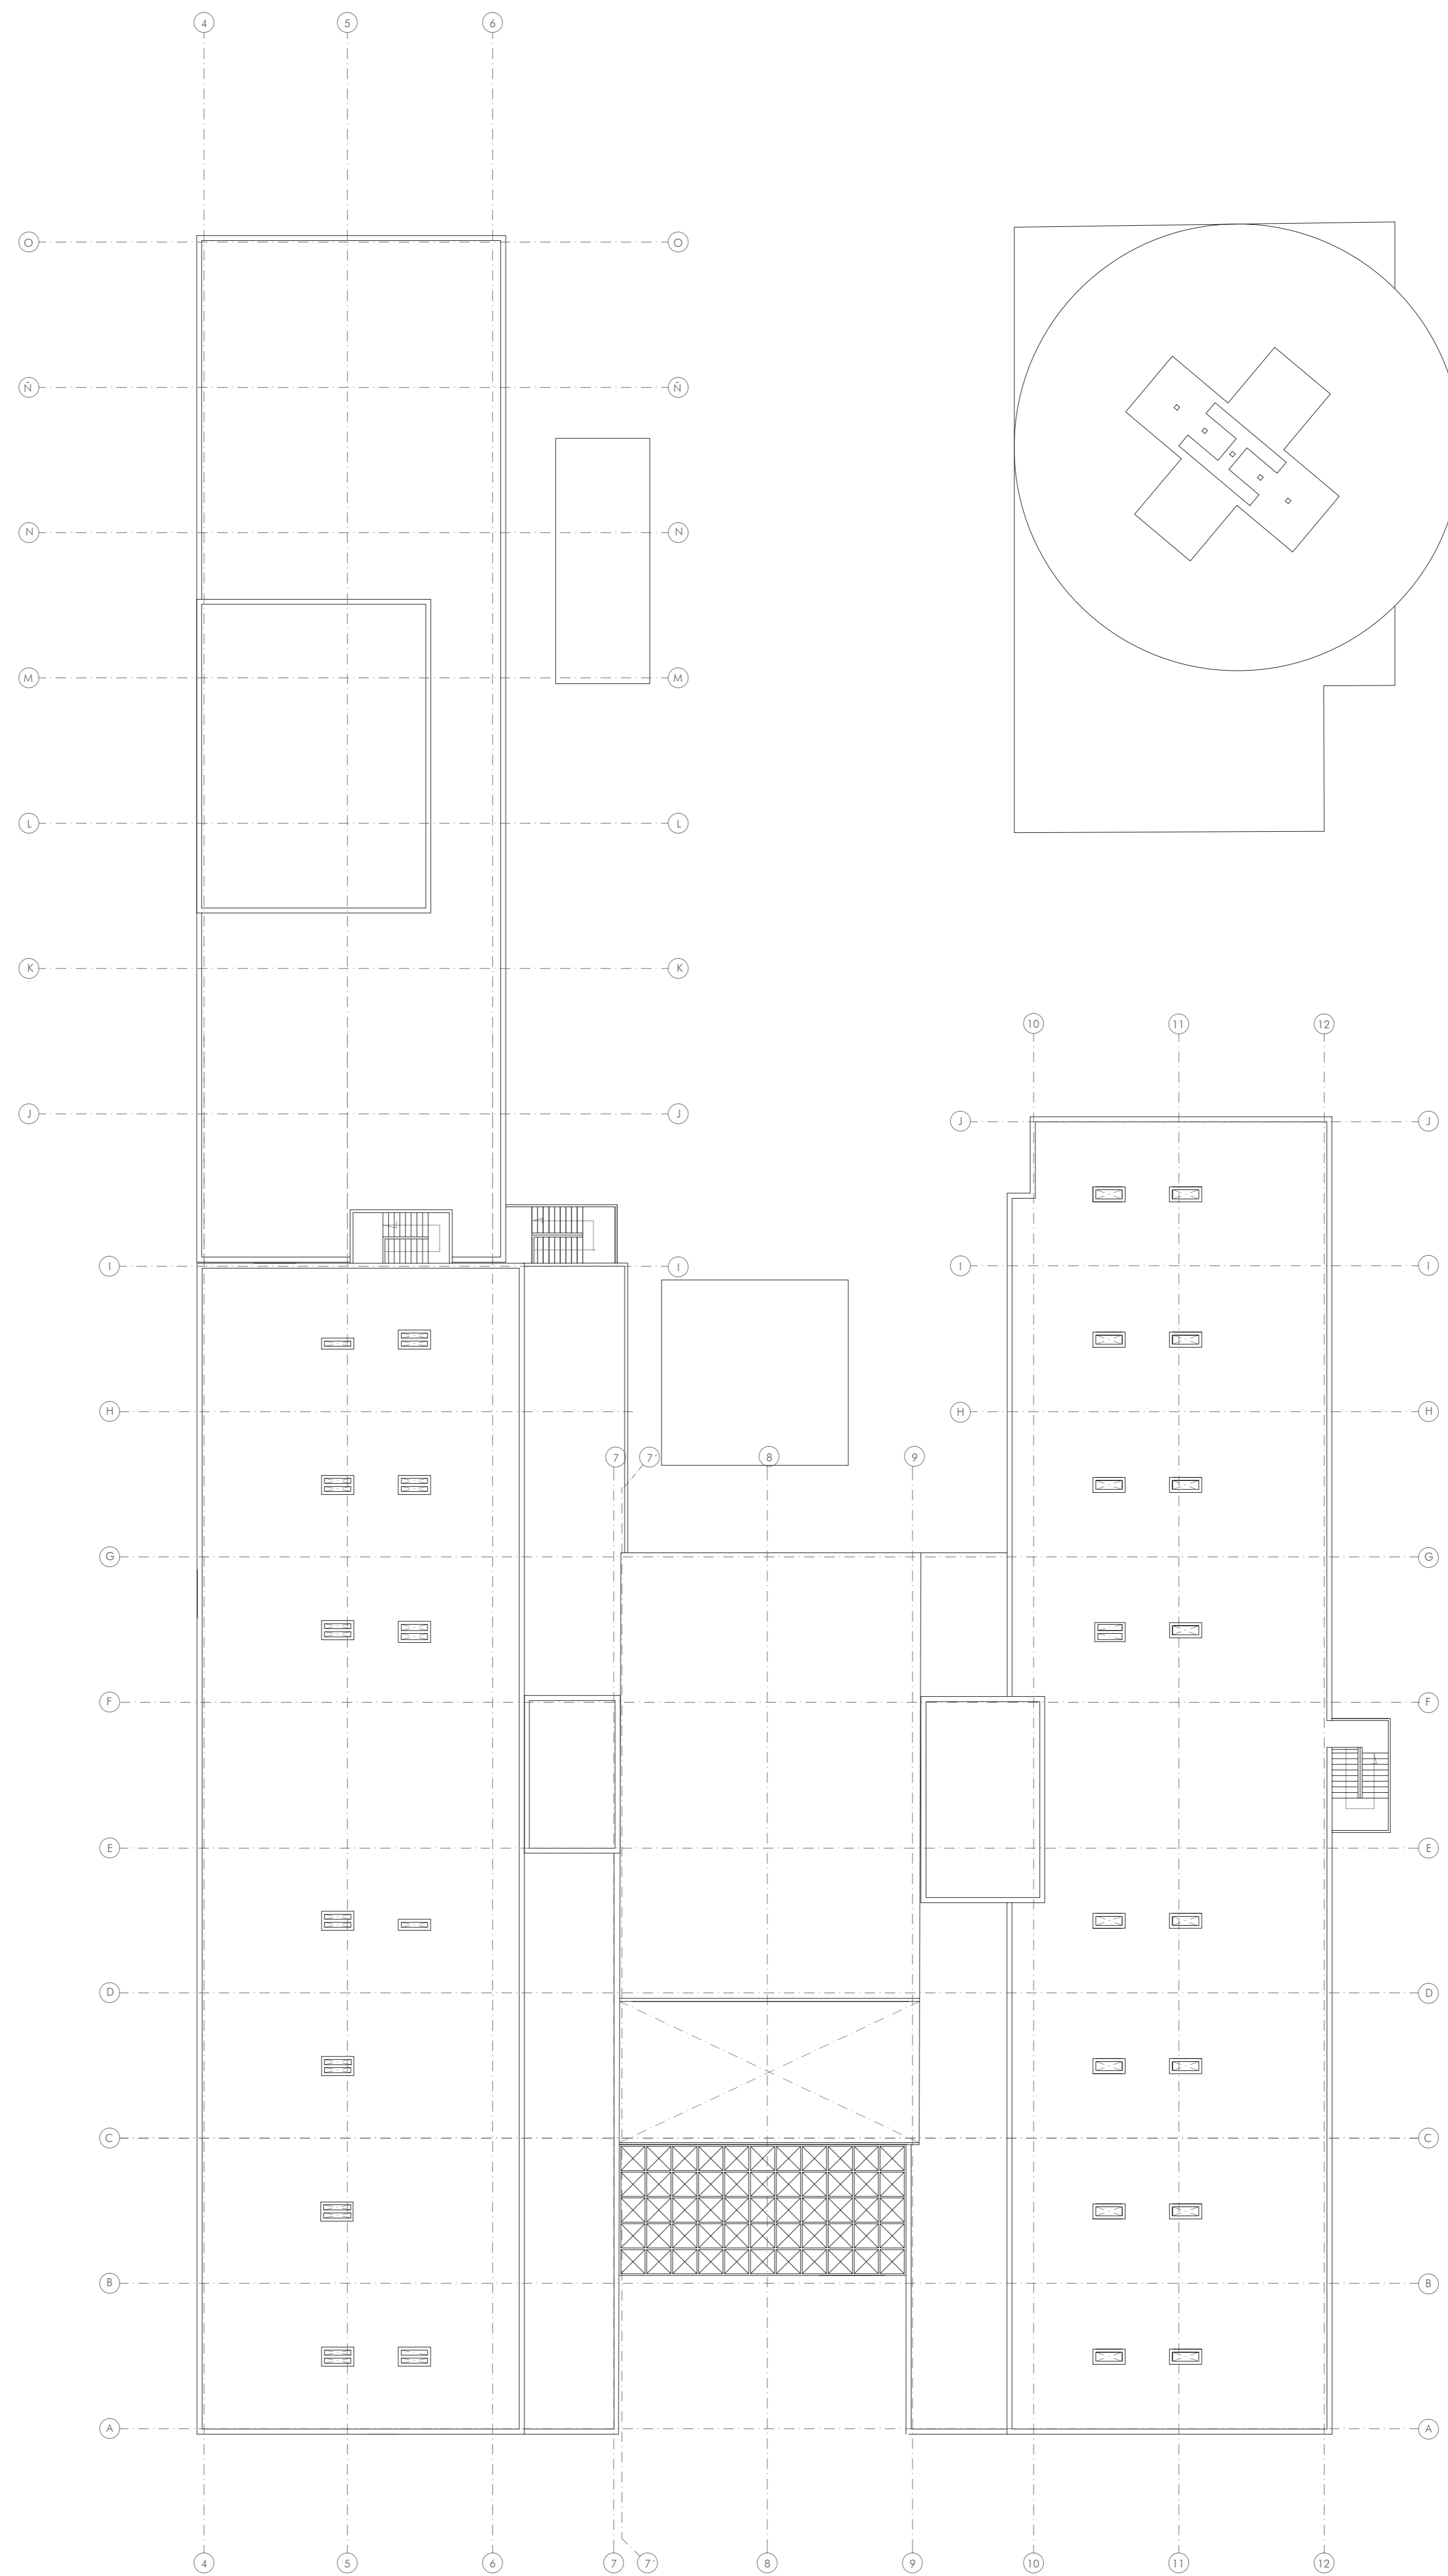 4 5 6
O O
Ñ Ñ
N N
M M
L L
K K
10 11 12
J J J J
I I I I
H H H
7 7´ 8 9
G G
F F
E E
D D
C C
B B
A A
4 5 6 7 7´ 8 9 10 11 12